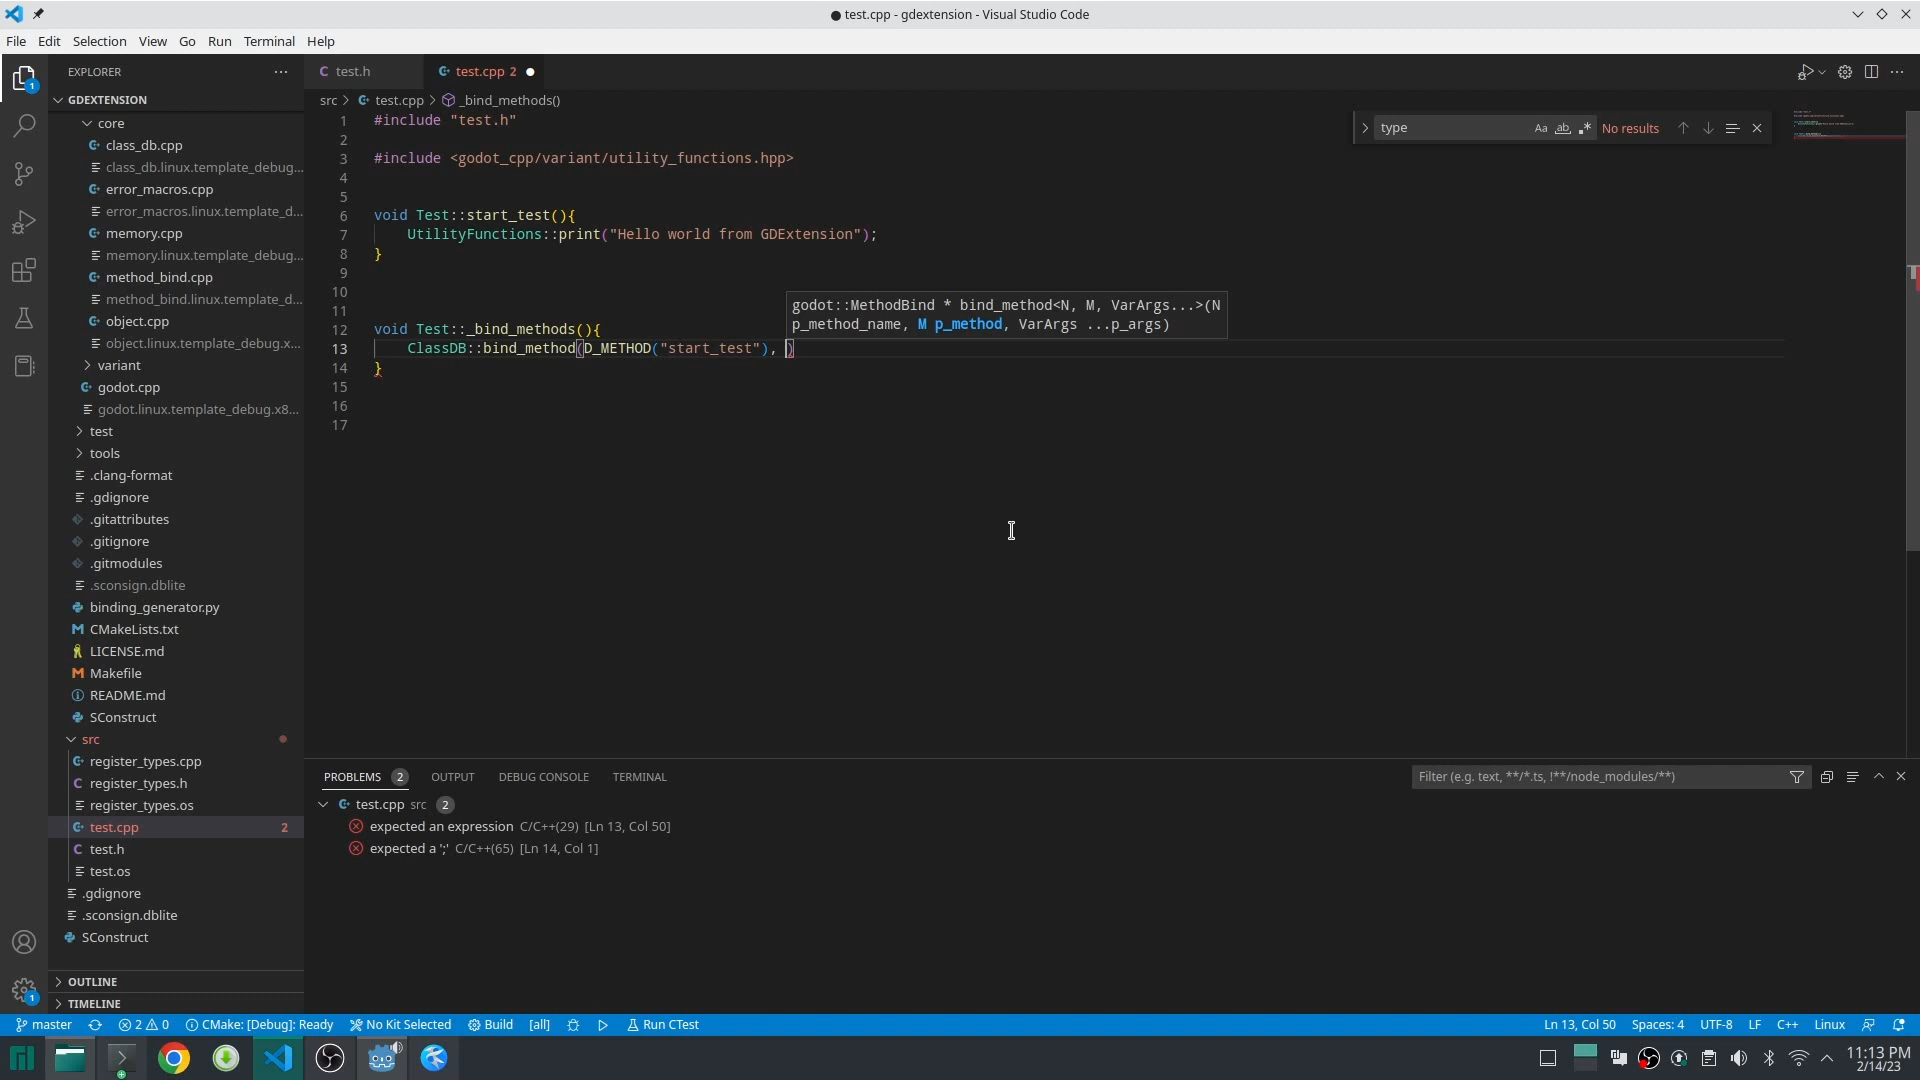 test.cpp - gdextension - Visual Studio Code
File Edit Selection View Go Run Terminal Help
EXPLORER
GDEXTENSION
core
class_db.cpp
class_db.linux.template_debug...
error_macros.cpp
error_macros.linux.template_d...
memory.cpp
memory.linux.template_debug...
method_bind.cpp
method_bind.linux.template_d...
object.cpp
object.linux.template_debug.x...
variant
godot.cpp
godot.linux.template_debug.x8...
test
tools
.clang-format
.gdignore
.gitattributes
.gitignore
.gitmodules
.sconsign.dblite
binding_generator.py
CMakeLists.txt
LICENSE.md
Makefile
README.md
SConstruct
src
register_types.cpp
register_types.h
register_types.os
test.cpp 2
test.h
test.os
.gdignore
.sconsign.dblite
SConstruct
OUTLINE
TIMELINE
test.h test.cpp 2
src > test.cpp > _bind_methods()
type Aa ab No results
1 #include "test.h"
2
3 #include <godot_cpp/variant/utility_functions.hpp>
4
5
6 void Test::start_test(){
7 UtilityFunctions::print("Hello world from GDExtension");
8 }
9
10
11
godot::MethodBind * bind_method<N, M, VarArgs...>(N
p_method_name, M p_method, VarArgs ...p_args)
12 void Test::_bind_methods(){
13 ClassDB::bind_method(D_METHOD("start_test"), )
14 }
15
16
17
PROBLEMS 2 OUTPUT DEBUG CONSOLE TERMINAL
Filter (e.g. text, **/*.ts, !**/node_modules/**)
test.cpp src 2
expected an expression C/C++(29) [Ln 13, Col 50]
expected a ';' C/C++(65) [Ln 14, Col 1]
master 2 0 CMake: [Debug]: Ready No Kit Selected Build [all] Run CTest
Ln 13, Col 50 Spaces: 4 UTF-8 LF C++ Linux
11:13 PM
2/14/23